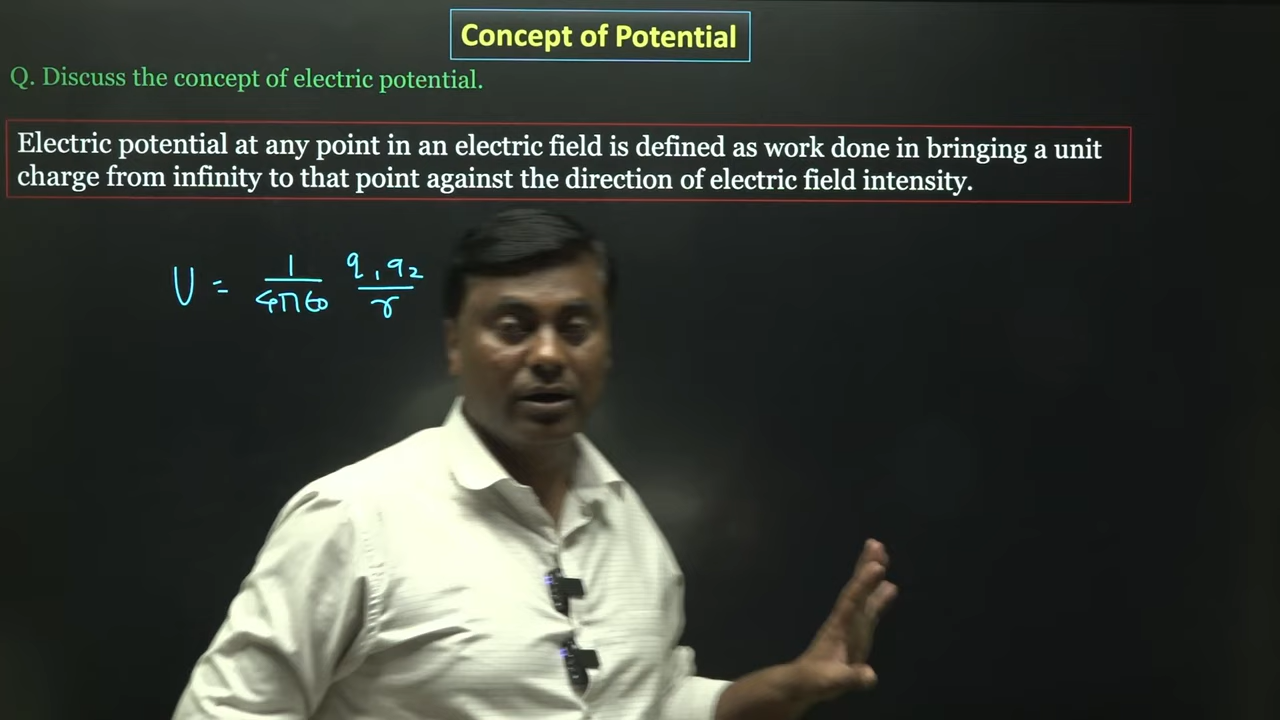 Concept of Potential
Q. Discuss the concept of electric potential.
Electric potential at any point in an electric field is defined as work done in bringing a unit
charge from infinity to that point against the direction of electric field intensity.
U = 1/4π∈₀ q₁q₂/r